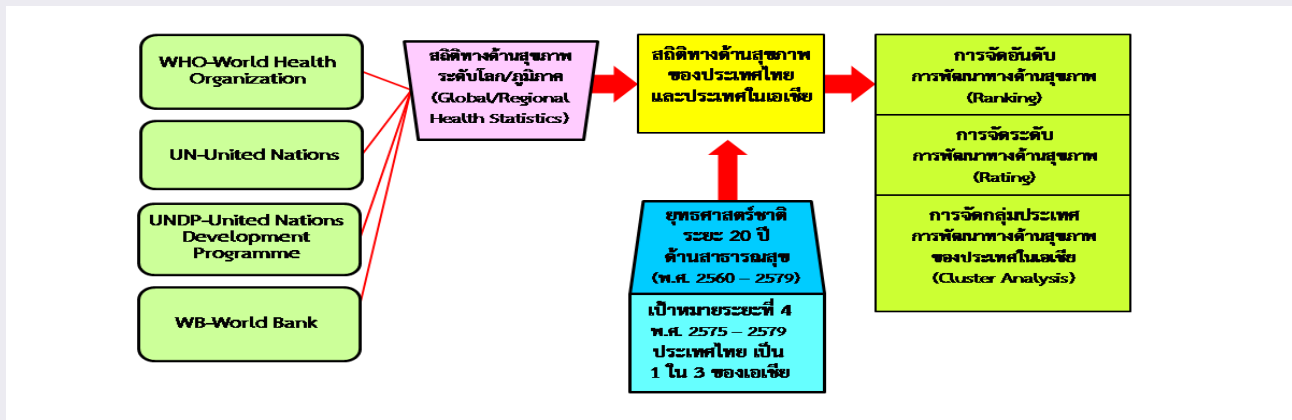 WHO-World Health
Organization
UN-United Nations
UNDP-United Nations
Development
Programme
WB-World Bank
สถิติทางด้านสุขภาพ
ระดับโลก/ภูมิภาค
(Global/Regional
Health Statistics)
สถิติทางด้านสุขภาพ
ของประเทศไทย
และประเทศในเอเชีย
ยุทธศาสตร์ชาติ
ระยะ 20 ปี
ด้านสาธารณสุข
(พ.ศ. 2560 – 2579)
เป้าหมายระยะที่ 4
พ.ศ. 2575 – 2579
ประเทศไทย เป็น
1 ใน 3 ของเอเชีย
การจัดอันดับ
การพัฒนาทางด้านสุขภาพ
(Ranking)
การจัดระดับ
การพัฒนาทางด้านสุขภาพ
(Rating)
การจัดกลุ่มประเทศ
การพัฒนาทางด้านสุขภาพ
ของประเทศในเอเชีย
(Cluster Analysis)